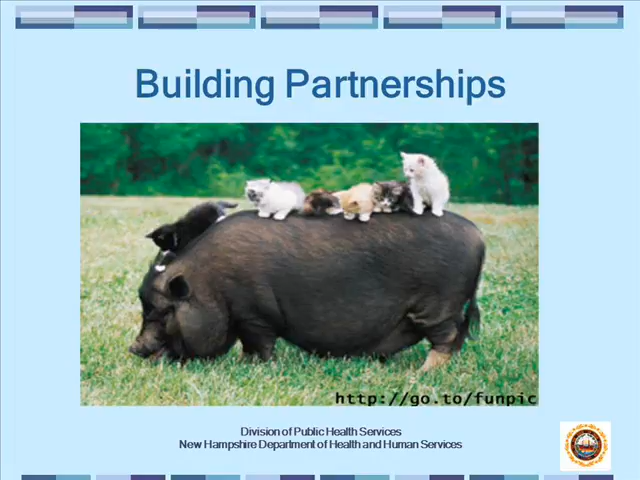 Building Partnerships
http://go.to/funpic
Division of Public Health Services
New Hampshire Department of Health and Human Services